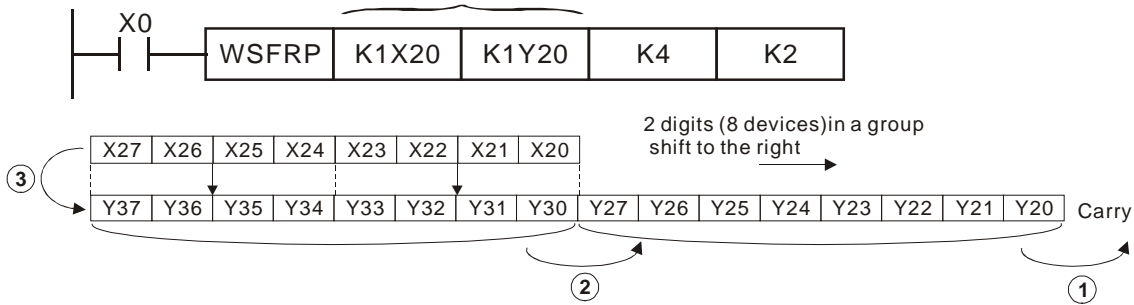 X0
WSFRP K1X20 K1Y20 K4 K2
2 digits (8 devices)in a group
shift to the right
X27 X26 X25 X24 X23 X22 X21 X20
3
Y37 Y36 Y35 Y34 Y33 Y32 Y31 Y30 Y27 Y26 Y25 Y24 Y23 Y22 Y21 Y20 Carry
2 1